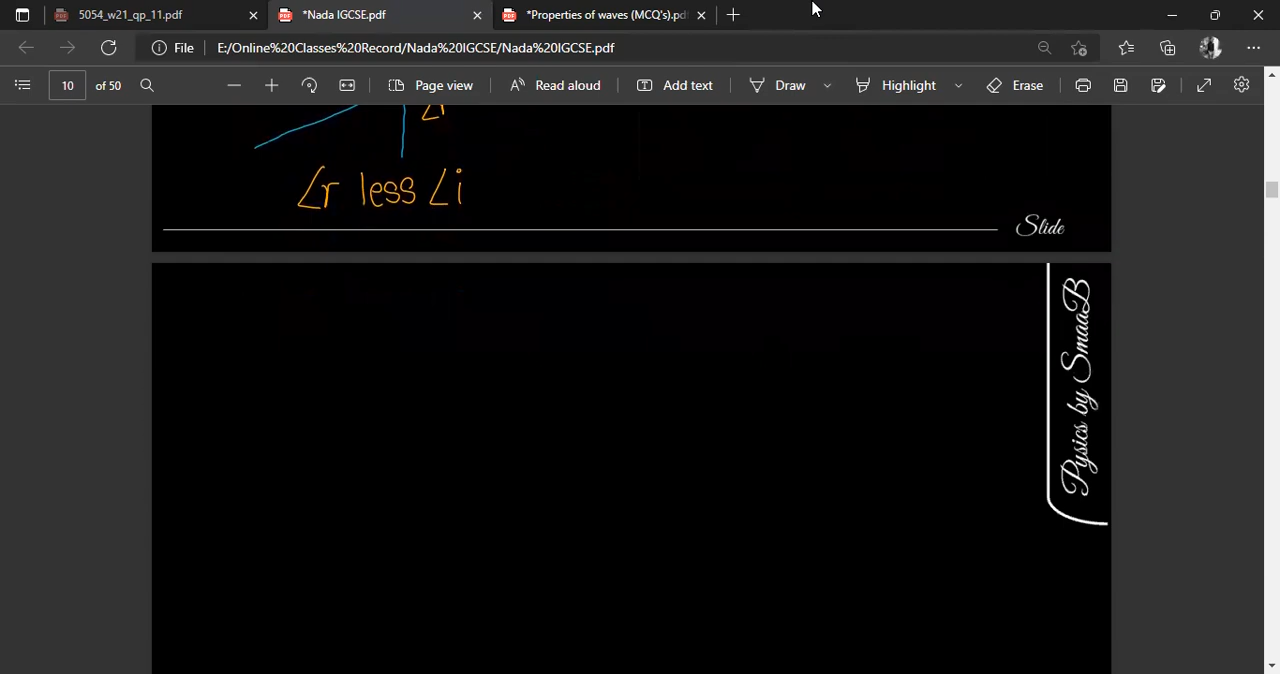 5054_w21_qp_11.pdf
*Nada IGCSE.pdf
*Properties of waves (MCQ's).pd
File
E:/Online%20Classes%20Record/Nada%20IGCSE/Nada%20IGCSE.pdf
10 of 50
Page view
Read aloud
Add text
Draw
Highlight
Erase
∠r less ∠i
Slide
Pysics by SmaaB